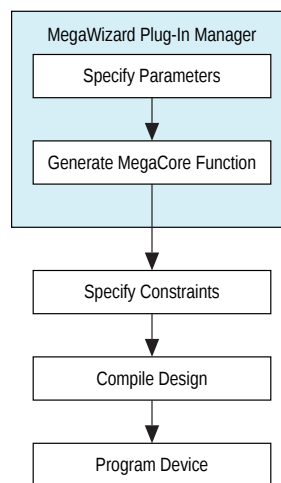 MegaWizard Plug-In Manager
Specify Parameters
Generate MegaCore Function
Specify Constraints
Compile Design
Program Device